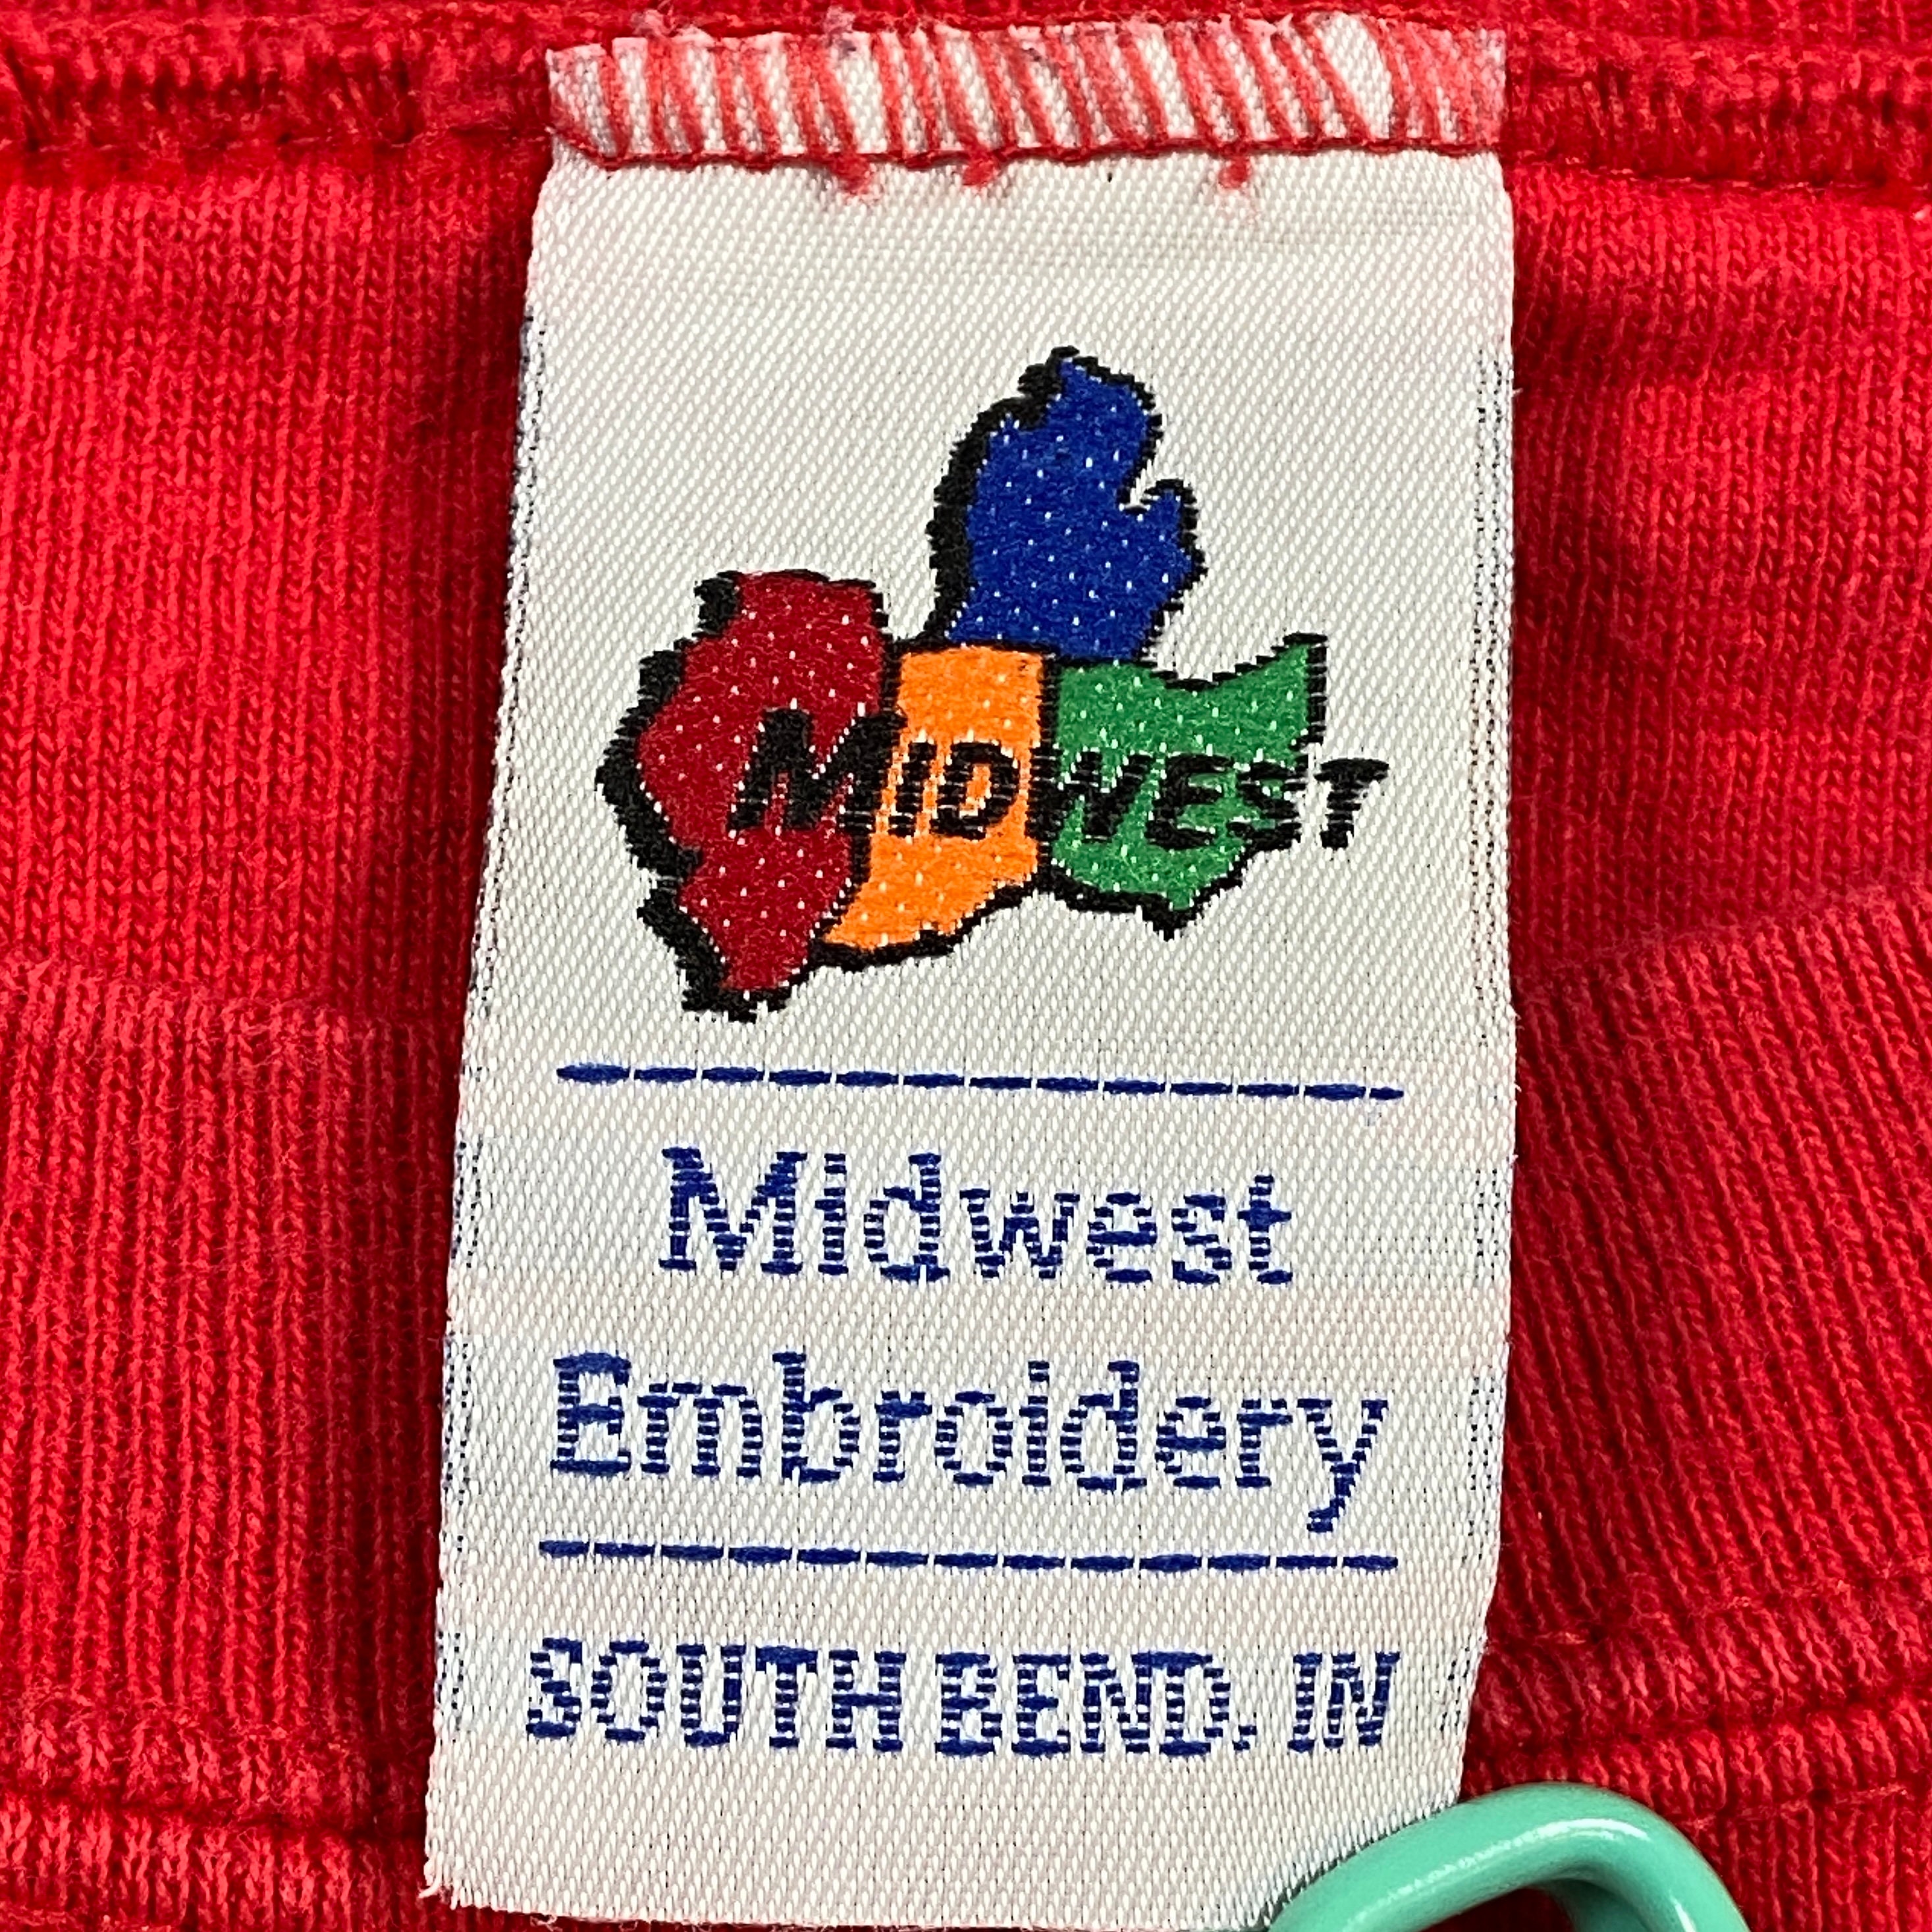 MIDWEST
Midwest
Embroidery
SOUTH BEND, IN